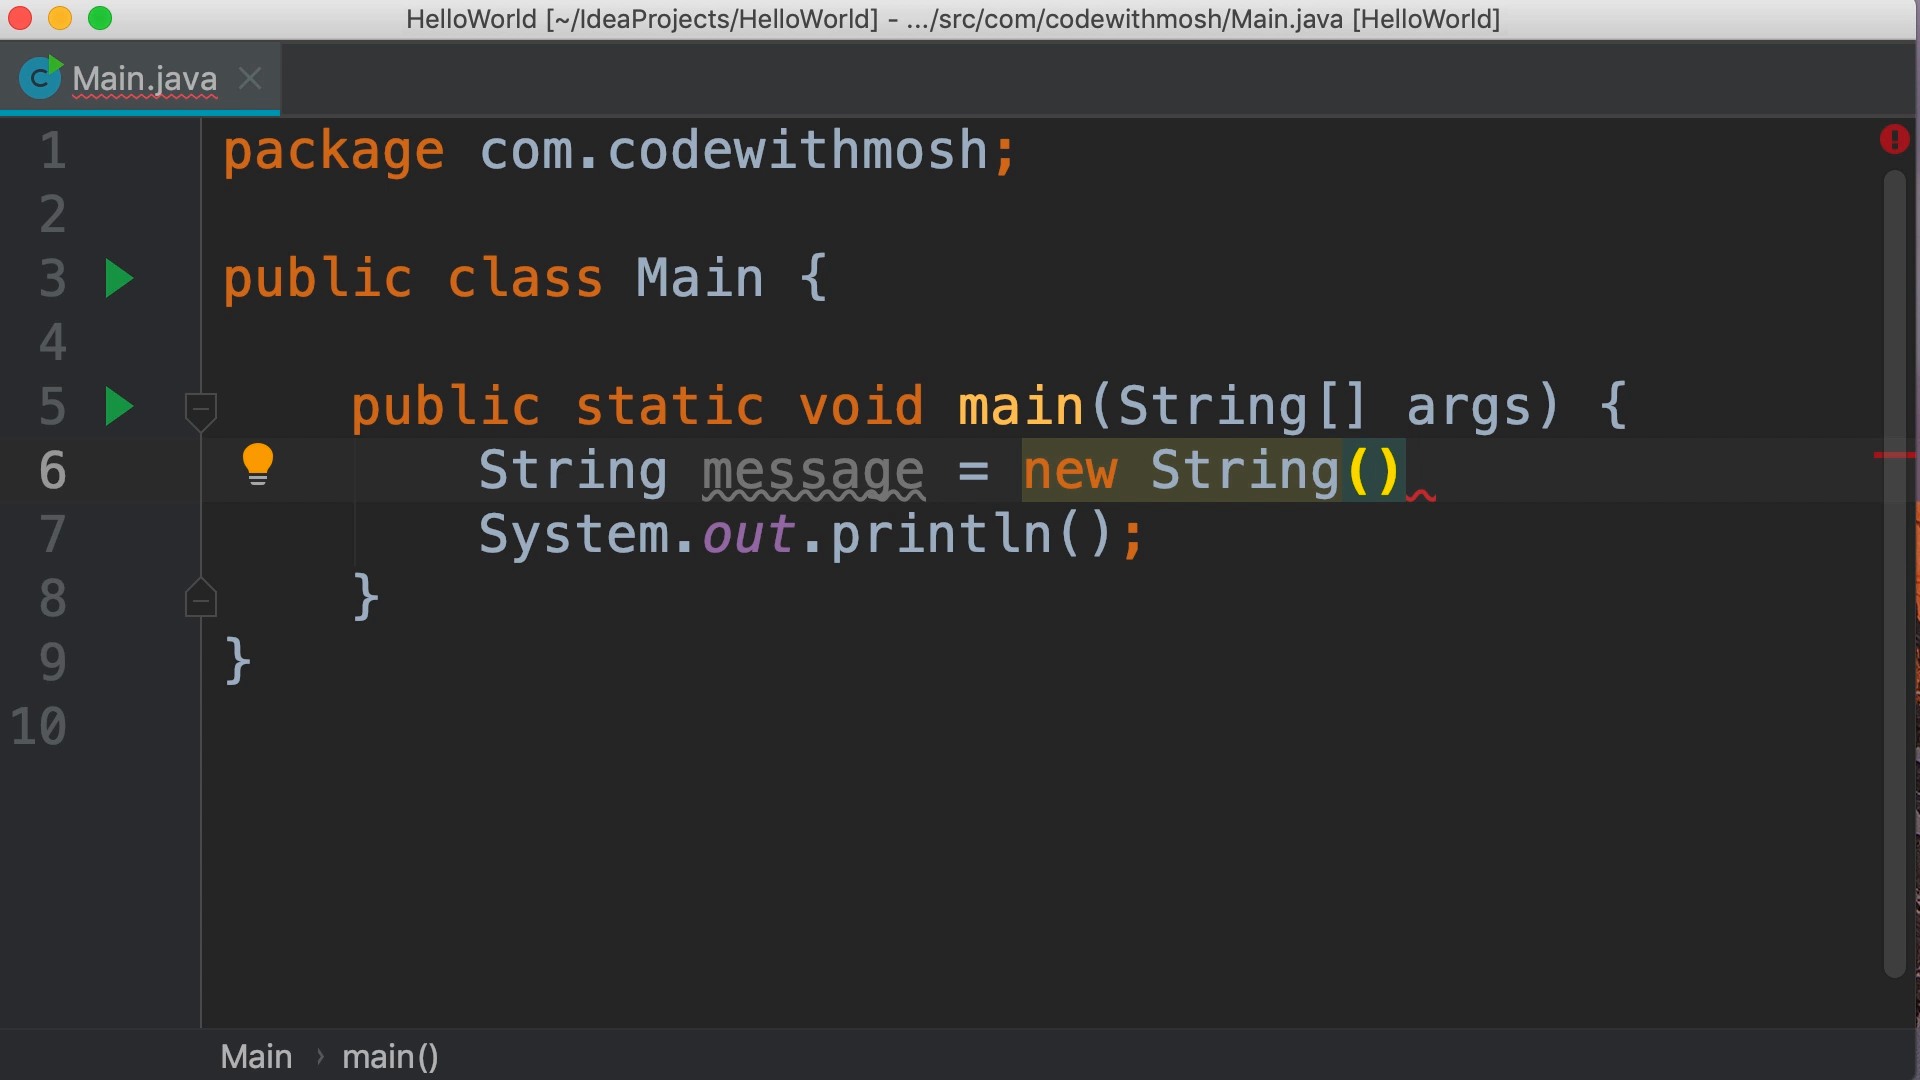 HelloWorld [~/IdeaProjects/HelloWorld] - .../src/com/codewithmosh/Main.java [HelloWorld]
C Main.java
1 package com.codewithmosh;
2
3 public class Main {
4
5 public static void main(String[] args) {
6 String message = new String()
7 System.out.println();
8 }
9 }
10
Main › main()